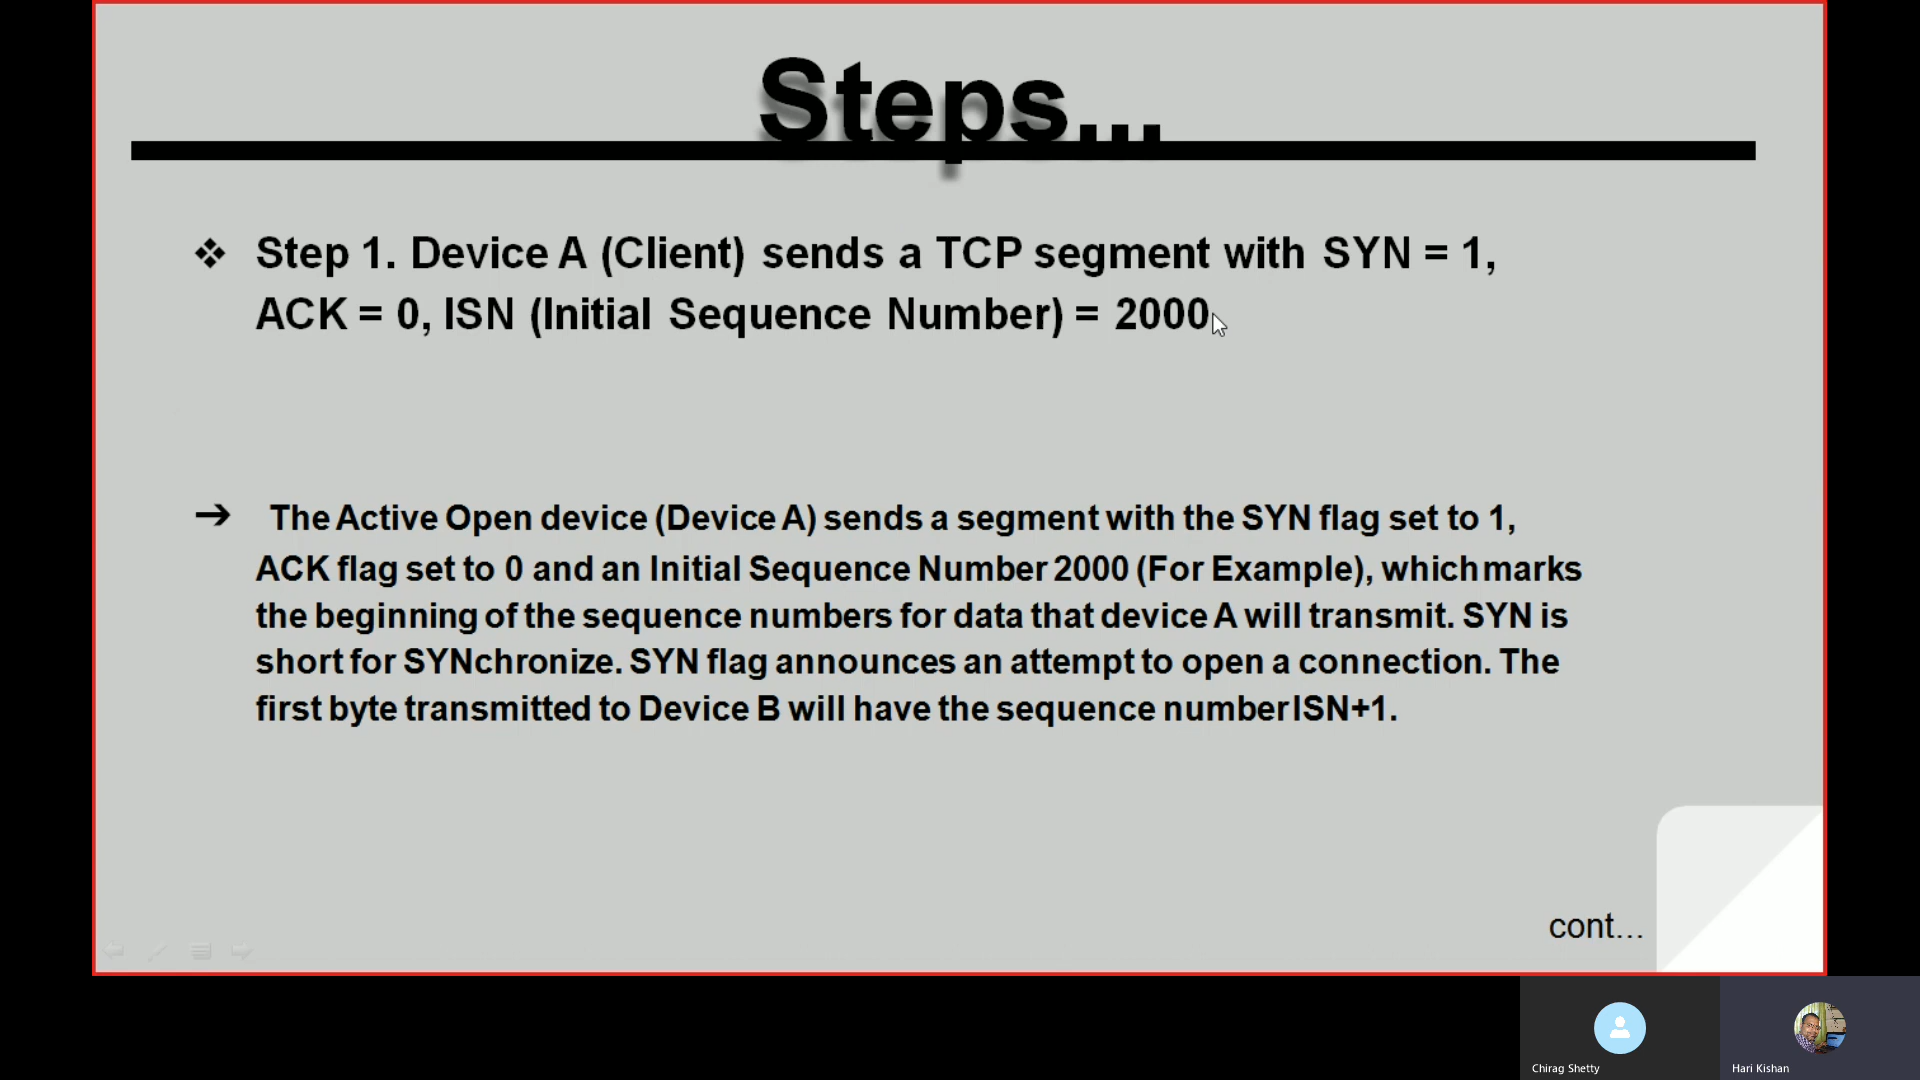 Steps...
❖ Step 1. Device A (Client) sends a TCP segment with SYN = 1,
ACK = 0, ISN (Initial Sequence Number) = 2000
➔ The Active Open device (Device A) sends a segment with the SYN flag set to 1,
ACK flag set to 0 and an Initial Sequence Number 2000 (For Example), which marks
the beginning of the sequence numbers for data that device A will transmit. SYN is
short for SYNchronize. SYN flag announces an attempt to open a connection. The
first byte transmitted to Device B will have the sequence number ISN+1.
cont...
Chirag Shetty
Hari Kishan